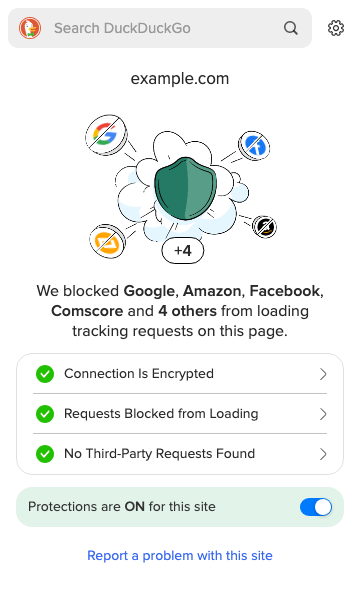 Search DuckDuckGo
example.com
+4
We blocked Google, Amazon, Facebook,
Comscore and 4 others from loading
tracking requests on this page.
Connection Is Encrypted
Requests Blocked from Loading
No Third-Party Requests Found
Protections are ON for this site
Report a problem with this site